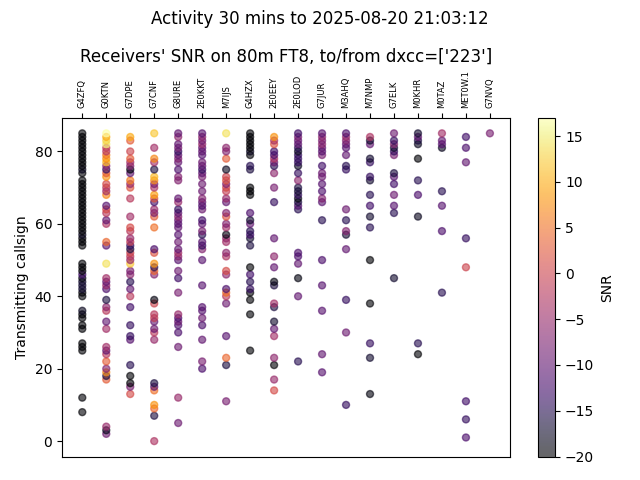 Activity 30 mins to 2025-08-20 21:03:12
Receivers' SNR on 80m FT8, to/from dxcc=['223']
G4ZFQ G0KTN G7DPE G7CNF G8URE 2E0KKT M7IJS G4HZX 2E0EEY 2E0LOD G7JUR M3AHQ M7NMP G7ELK M0KHR M0TAZ MET0W.1 G7NVQ
Transmitting callsign
80
60
40
20
0
15
10
5
0
−5
−10
−15
−20
SNR